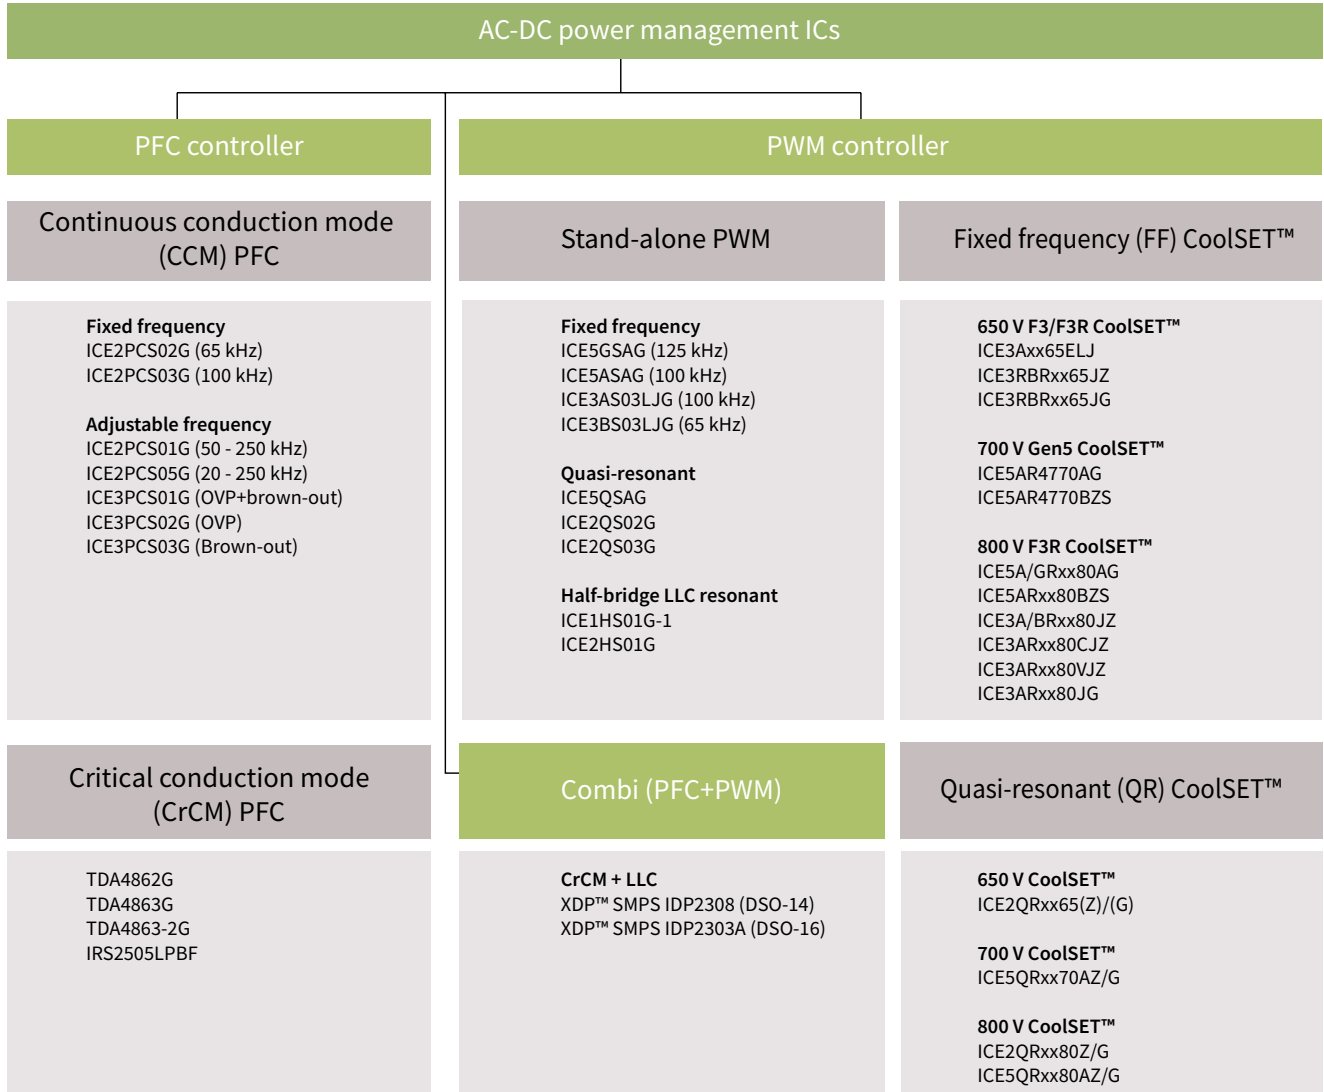 AC-DC power management ICs
PFC controller
PWM controller
Continuous conduction mode
(CCM) PFC
Fixed frequency
ICE2PCS02G (65 kHz)
ICE2PCS03G (100 kHz)
Adjustable frequency
ICE2PCS01G (50 - 250 kHz)
ICE2PCS05G (20 - 250 kHz)
ICE3PCS01G (OVP+brown-out)
ICE3PCS02G (OVP)
ICE3PCS03G (Brown-out)
Stand-alone PWM
Fixed frequency
ICE5GSAG (125 kHz)
ICE5ASAG (100 kHz)
ICE3AS03LJG (100 kHz)
ICE3BS03LJG (65 kHz)
Quasi-resonant
ICE5QSAG
ICE2QS02G
ICE2QS03G
Half-bridge LLC resonant
ICE1HS01G-1
ICE2HS01G
Fixed frequency (FF) CoolSET™
650 V F3/F3R CoolSET™
ICE3Axx65ELJ
ICE3RBRxx65JZ
ICE3RBRxx65JG
700 V Gen5 CoolSET™
ICE5AR4770AG
ICE5AR4770BZS
800 V F3R CoolSET™
ICE5A/GRxx80AG
ICE5ARxx80BZS
ICE3A/BRxx80JZ
ICE3ARxx80CJZ
ICE3ARxx80VJZ
ICE3ARxx80JG
Critical conduction mode
(CrCM) PFC
TDA4862G
TDA4863G
TDA4863-2G
IRS2505LPBF
Combi (PFC+PWM)
CrCM + LLC
XDP™ SMPS IDP2308 (DSO-14)
XDP™ SMPS IDP2303A (DSO-16)
Quasi-resonant (QR) CoolSET™
650 V CoolSET™
ICE2QRxx65(Z)/(G)
700 V CoolSET™
ICE5QRxx70AZ/G
800 V CoolSET™
ICE2QRxx80Z/G
ICE5QRxx80AZ/G